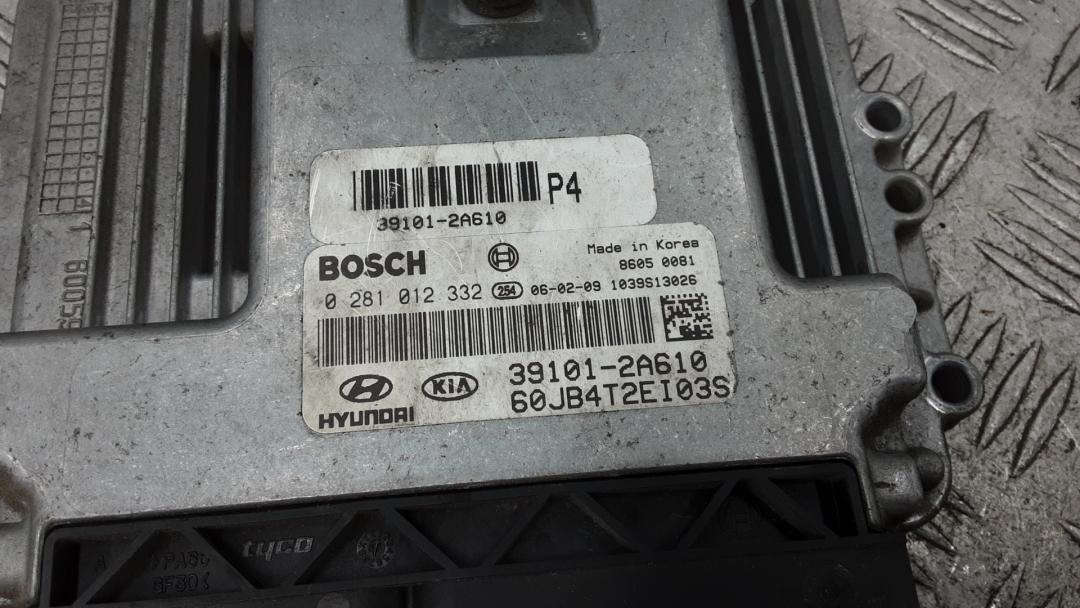 P4
39101-2A610
BOSCH
Made in Korea
8605 0081
0 281 012 332 254 06-02-09 1039S13026
39101-2A610
HYUNDAI KIA
60JB4T2EI03S
tyco
A
GF30<